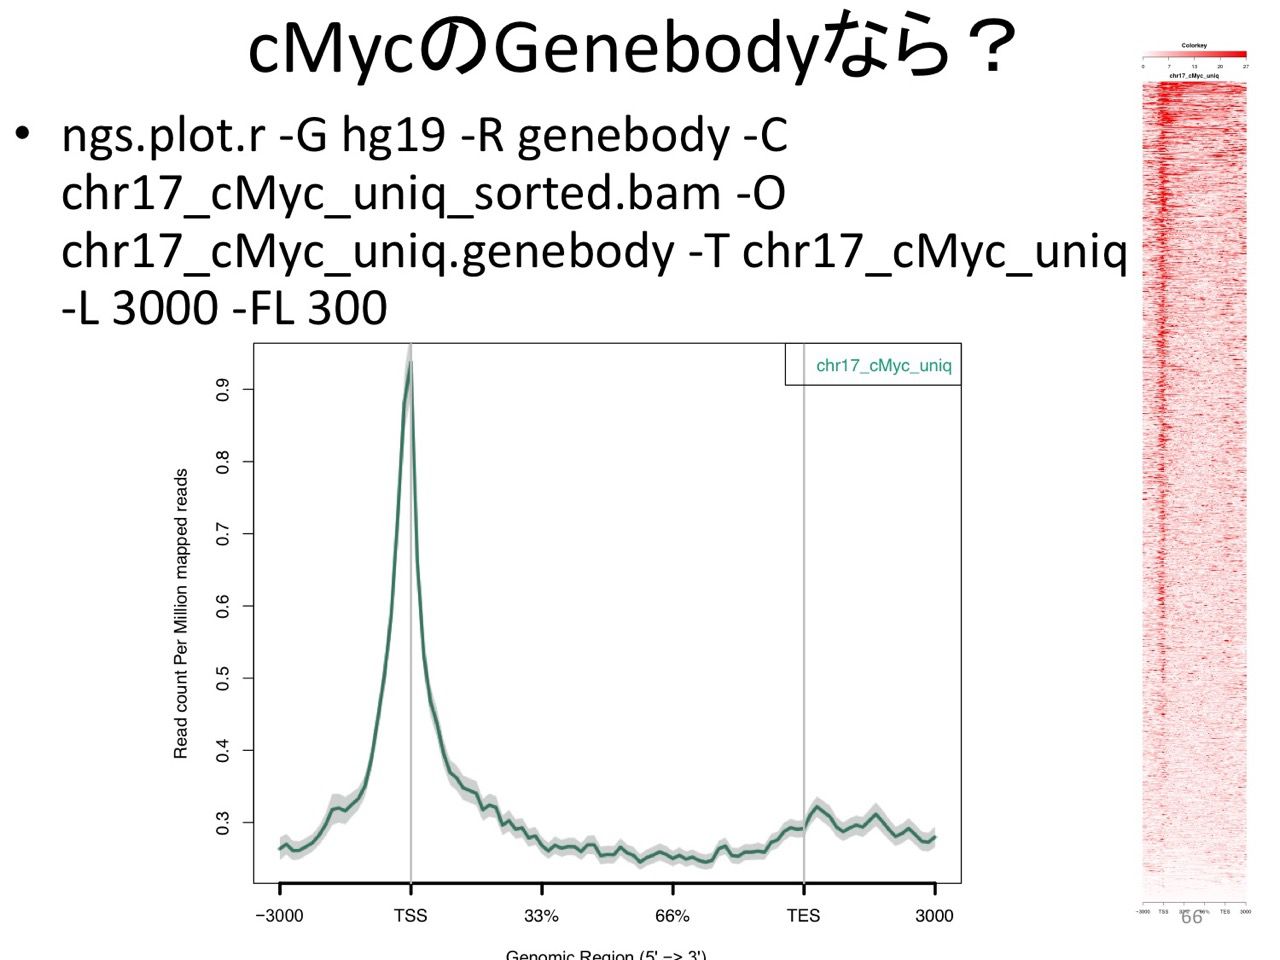 cMycのGenebodyなら？
• ngs.plot.r -G hg19 -R genebody -C
chr17_cMyc_uniq_sorted.bam -O
chr17_cMyc_uniq.genebody -T chr17_cMyc_uniq
-L 3000 -FL 300
Colorkey
0 7 13 20 27
chr17_cMyc_uniq
chr17_cMyc_uniq
Read count Per Million mapped reads
0.9
0.8
0.7
0.6
0.5
0.4
0.3
−3000 TSS 33% 66% TES 3000
Genomic Region (5' −> 3')
−3000 TSS 33% 66% TES 3000
66